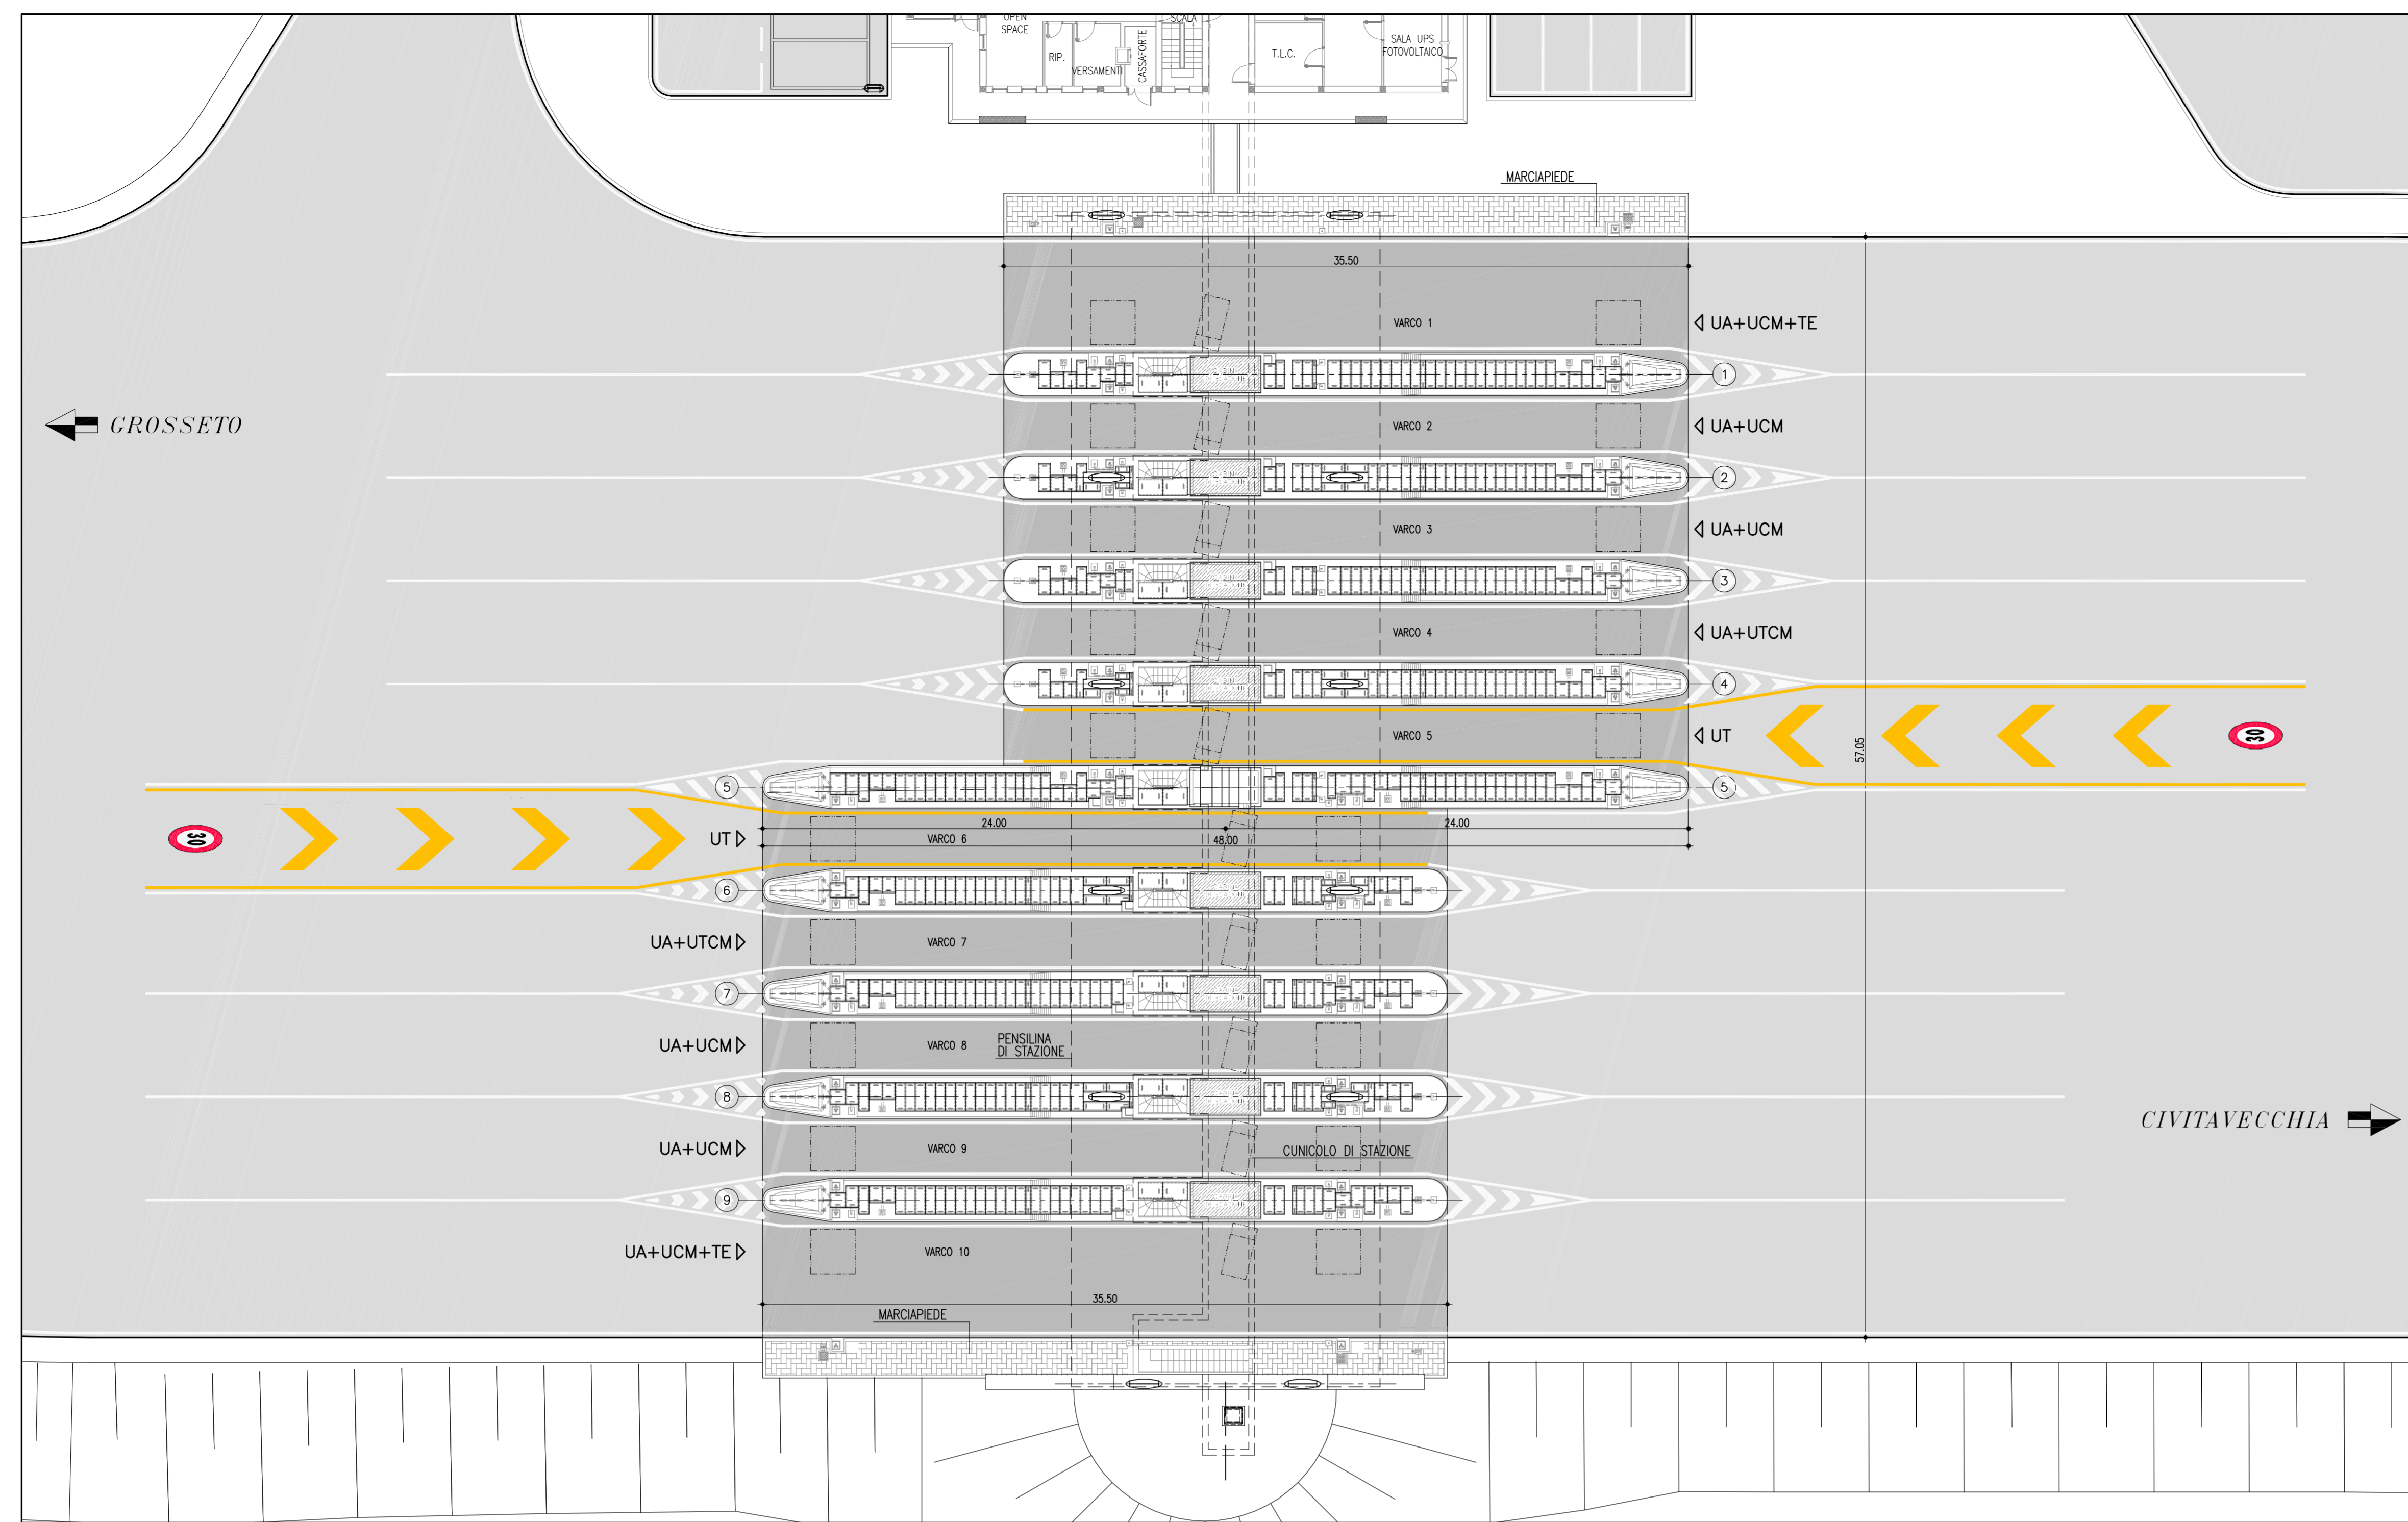 OPEN
SPACE
SCALA
RIP.
VERSAMENTI
CASSAFORTE
T.L.C.
SALA UPS
FOTOVOLTAICO
MARCIAPIEDE
35.50
VARCO 1
UA+UCM+TE
1
GROSSETO
VARCO 2
UA+UCM
2
VARCO 3
UA+UCM
3
VARCO 4
UA+UTCM
4
VARCO 5
UT
30
57.05
5
5
24.00
24.00
30
UT
VARCO 6
48.00
6
UA+UTCM
VARCO 7
7
UA+UCM
VARCO 8
PENSILINA
DI STAZIONE
8
CIVITAVECCHIA
UA+UCM
VARCO 9
CUNICOLO DI STAZIONE
9
UA+UCM+TE
VARCO 10
35.50
MARCIAPIEDE